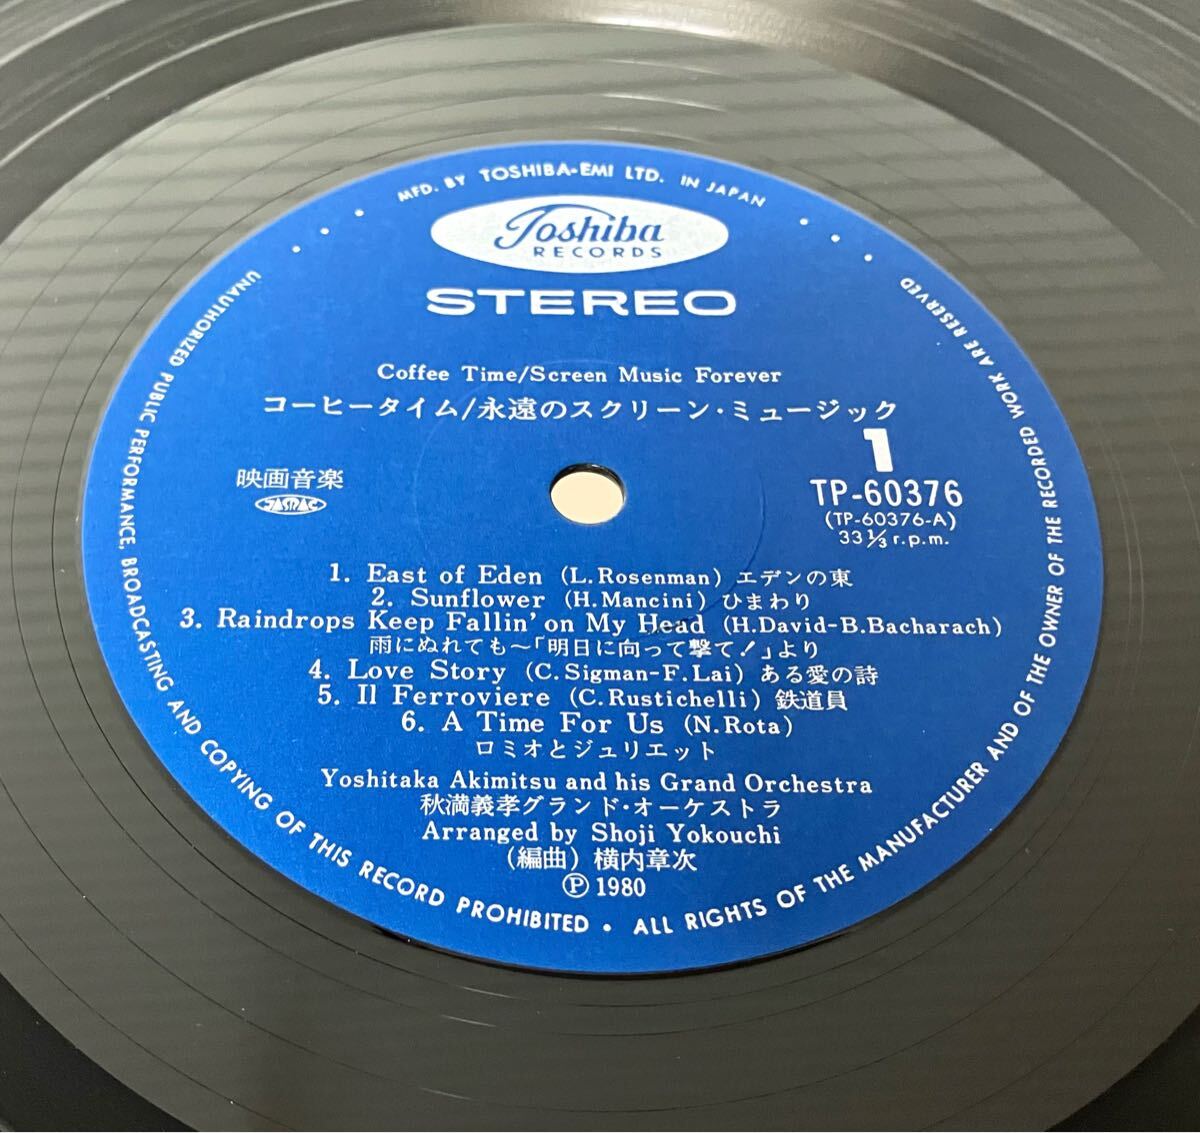 MFD. BY TOSHIBA-EMI LTD. IN JAPAN
Toshiba
RECORDS
STEREO
Coffee Time/Screen Music Forever
コーヒータイム/永遠のスクリーン・ミュージック
映画音楽
JASRAC
1
TP-60376
(TP-60376-A)
33 1/3 r.p.m.
1. East of Eden (L.Rosenman) エデンの東
2. Sunflower (H.Mancini) ひまわり
3. Raindrops Keep Fallin' on My Head (H.David-B.Bacharach)
雨にぬれても〜「明日に向って撃て!」より
4. Love Story (C.Sigman-F.Lai) ある愛の詩
5. Il Ferroviere (C.Rustichelli) 鉄道員
6. A Time For Us (N.Rota)
ロミオとジュリエット
Yoshitaka Akimitsu and his Grand Orchestra
秋満義孝グランド・オーケストラ
Arranged by Shoji Yokouchi
(編曲) 横内章次
Ⓟ 1980
UNAUTHORIZED PUBLIC PERFORMANCE, BROADCASTING AND COPYING OF THIS RECORD PROHIBITED • ALL RIGHTS OF THE MANUFACTURER AND OF THE OWNER OF THE RECORDED WORK ARE RESERVED